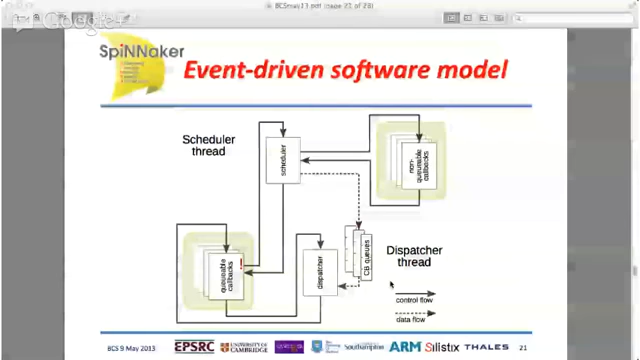 BCSmay13.pdf (page 21 of 28)
Google+
SpiNNaker
Event-driven software model
Scheduler
thread
scheduler
non-
queueable
callbacks
queueable
callbacks
!
dispatcher
CB queues
Dispatcher
thread
control flow
data flow
BCS 9 May 2013
EPSRC
UNIVERSITY OF
CAMBRIDGE
Southampton
ARM
Silistix
THALES
21